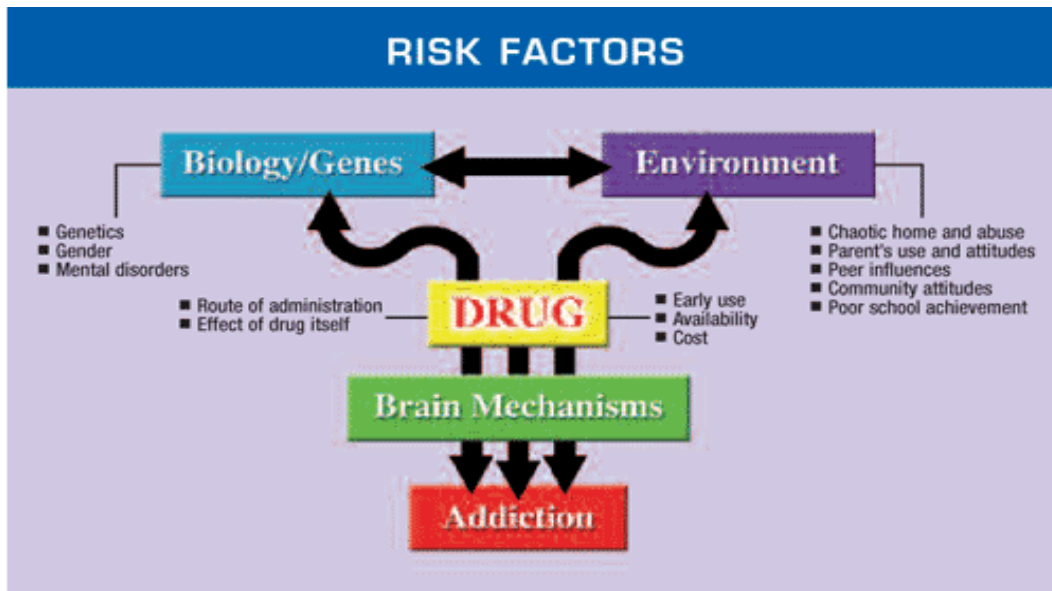 RISK FACTORS
Biology/Genes
Environment
■ Genetics
■ Gender
■ Mental disorders
■ Chaotic home and abuse
■ Parent's use and attitudes
■ Peer influences
■ Community attitudes
■ Poor school achievement
■ Route of administration
■ Effect of drug itself
DRUG
■ Early use
■ Availability
■ Cost
Brain Mechanisms
Addiction